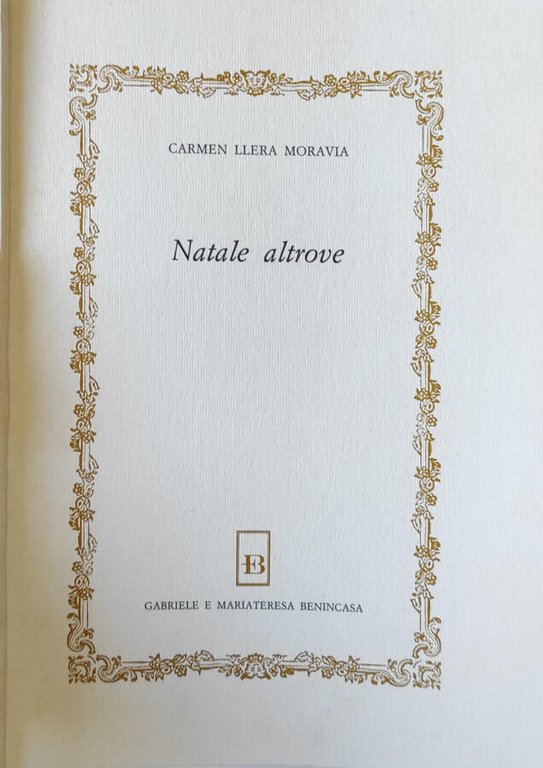 CARMEN LLERA MORAVIA
Natale altrove
B
GABRIELE E MARIATERESA BENINCASA